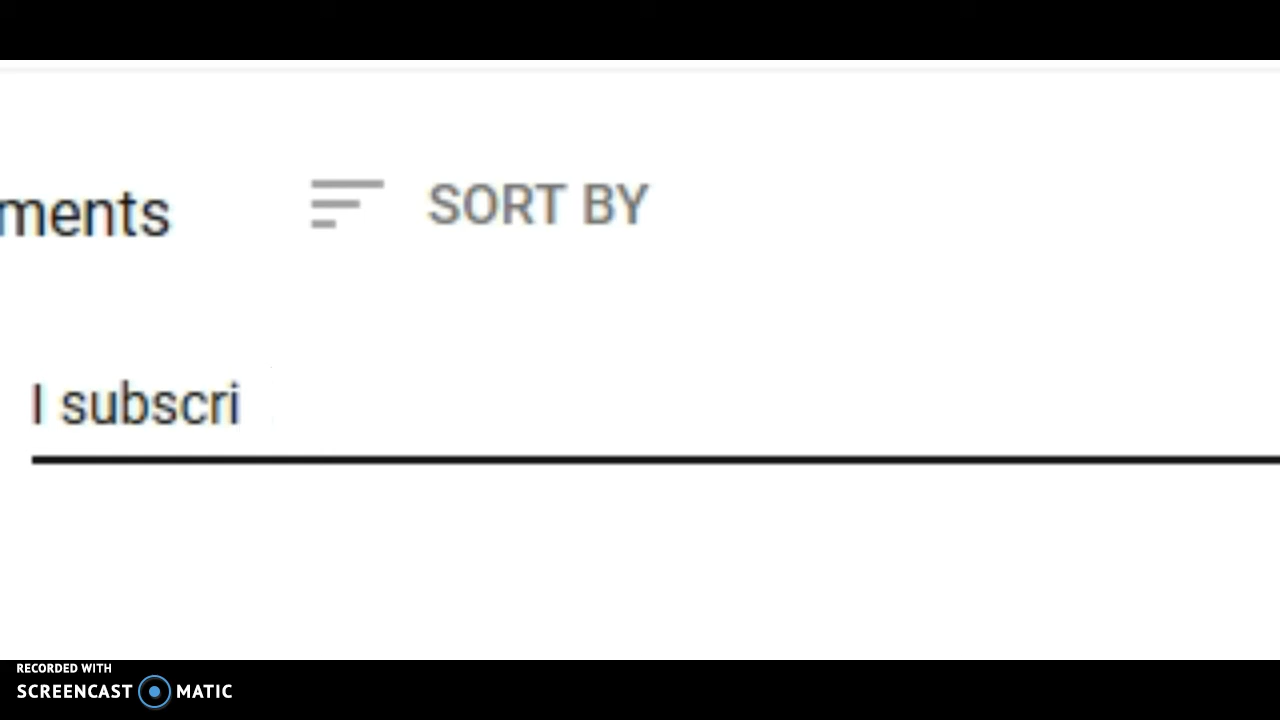 ments
SORT BY
I subscri
RECORDED WITH
SCREENCAST MATIC